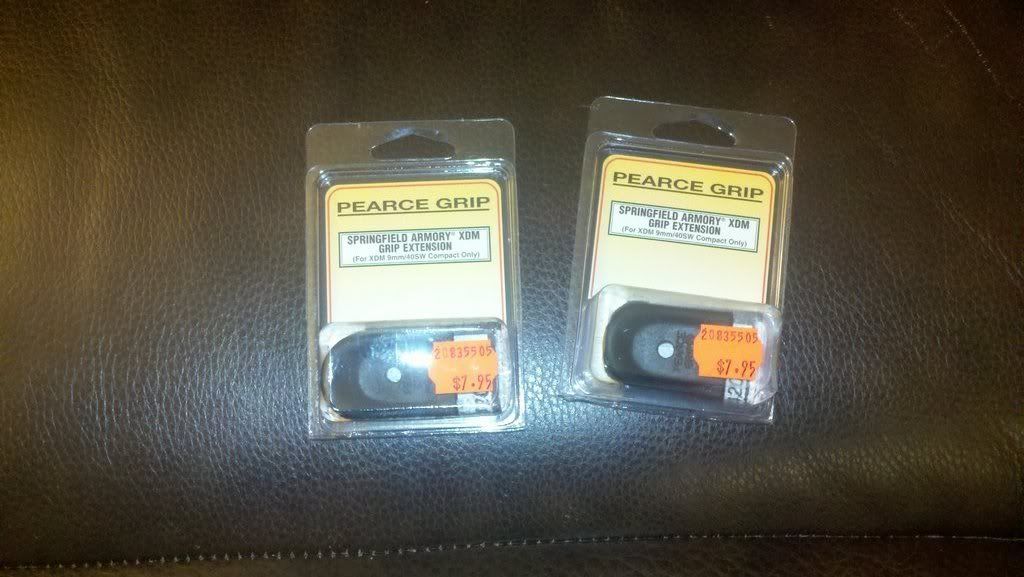 PEARCE GRIP
SPRINGFIELD ARMORY® XDM
GRIP EXTENSION
(For XDM 9mm/40SW Compact Only)
20835505
$7.95
PEARCE GRIP
SPRINGFIELD ARMORY® XDM
GRIP EXTENSION
(For XDM 9mm/40SW Compact Only)
20835505
$7.95